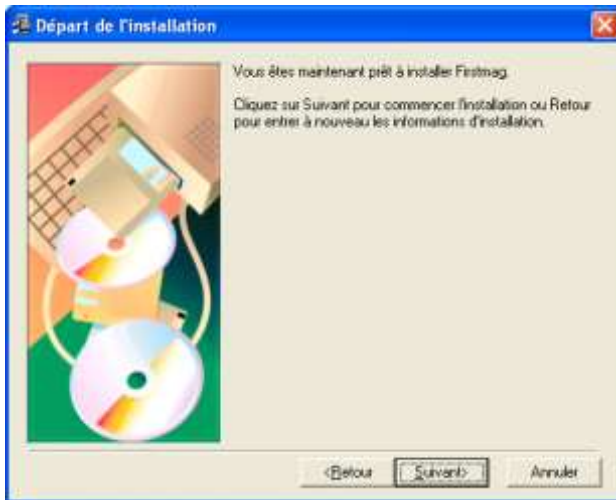 Départ de l'installation
Vous êtes maintenant prêt à installer Firstmag.
Cliquez sur Suivant pour commencer l'installation ou Retour
pour entrer à nouveau les informations d'installation.
<Retour
Suivant>
Annuler